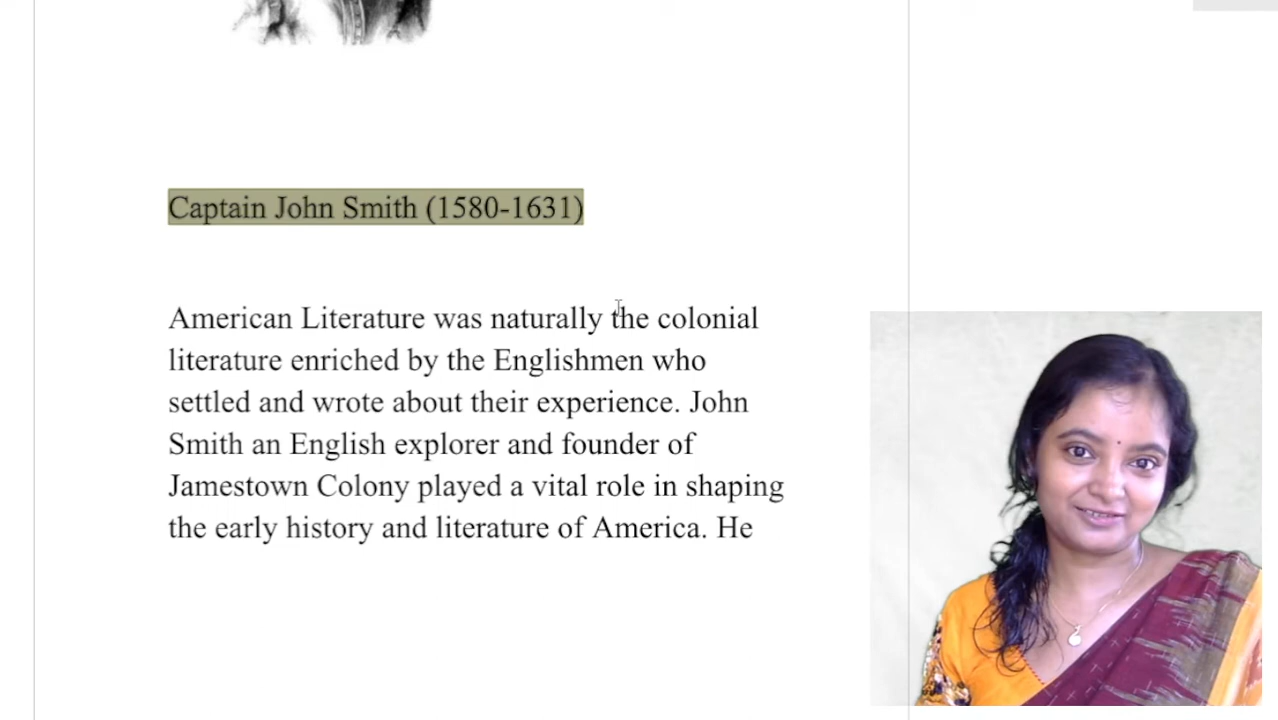 Captain John Smith (1580-1631)
American Literature was naturally the colonial
literature enriched by the Englishmen who
settled and wrote about their experience. John
Smith an English explorer and founder of
Jamestown Colony played a vital role in shaping
the early history and literature of America. He